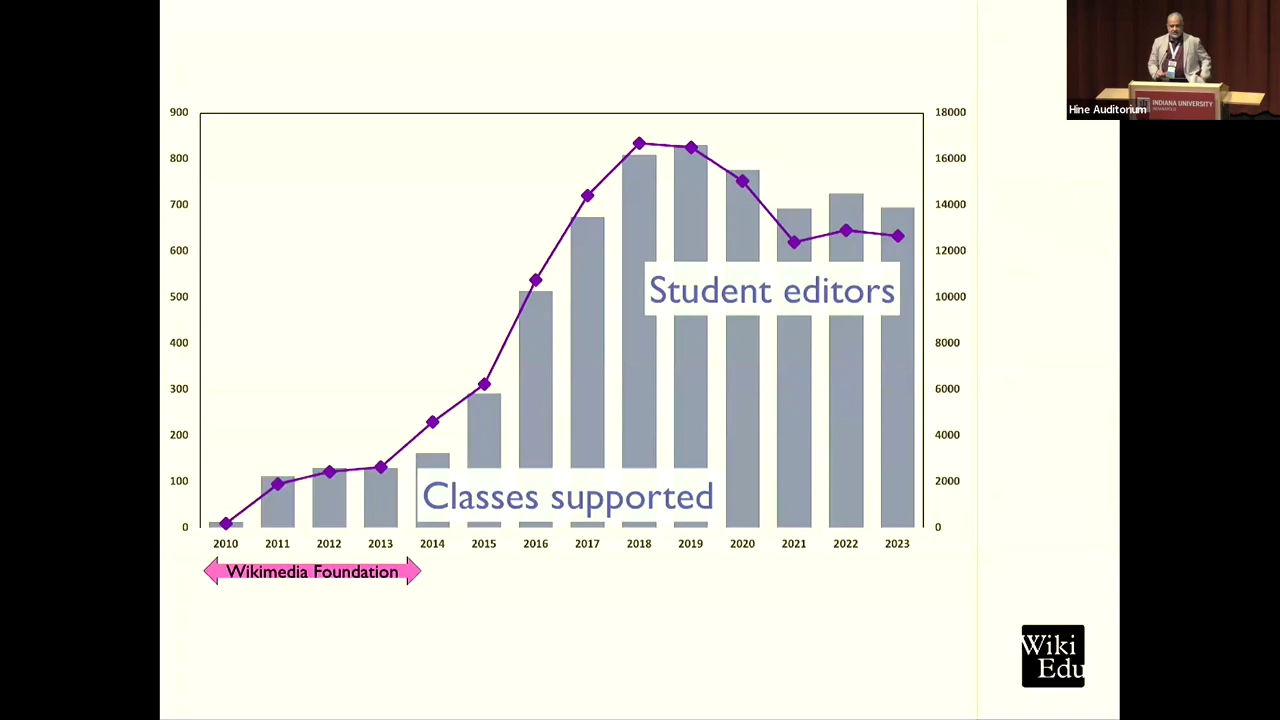 Hine Auditorium
INDIANA UNIVERSITY
900
800
700
600
500
400
300
200
100
0
18000
16000
14000
12000
10000
8000
6000
4000
2000
0
Student editors
Classes supported
2010 2011 2012 2013 2014 2015 2016 2017 2018 2019 2020 2021 2022 2023
Wikimedia Foundation
Wiki
Edu